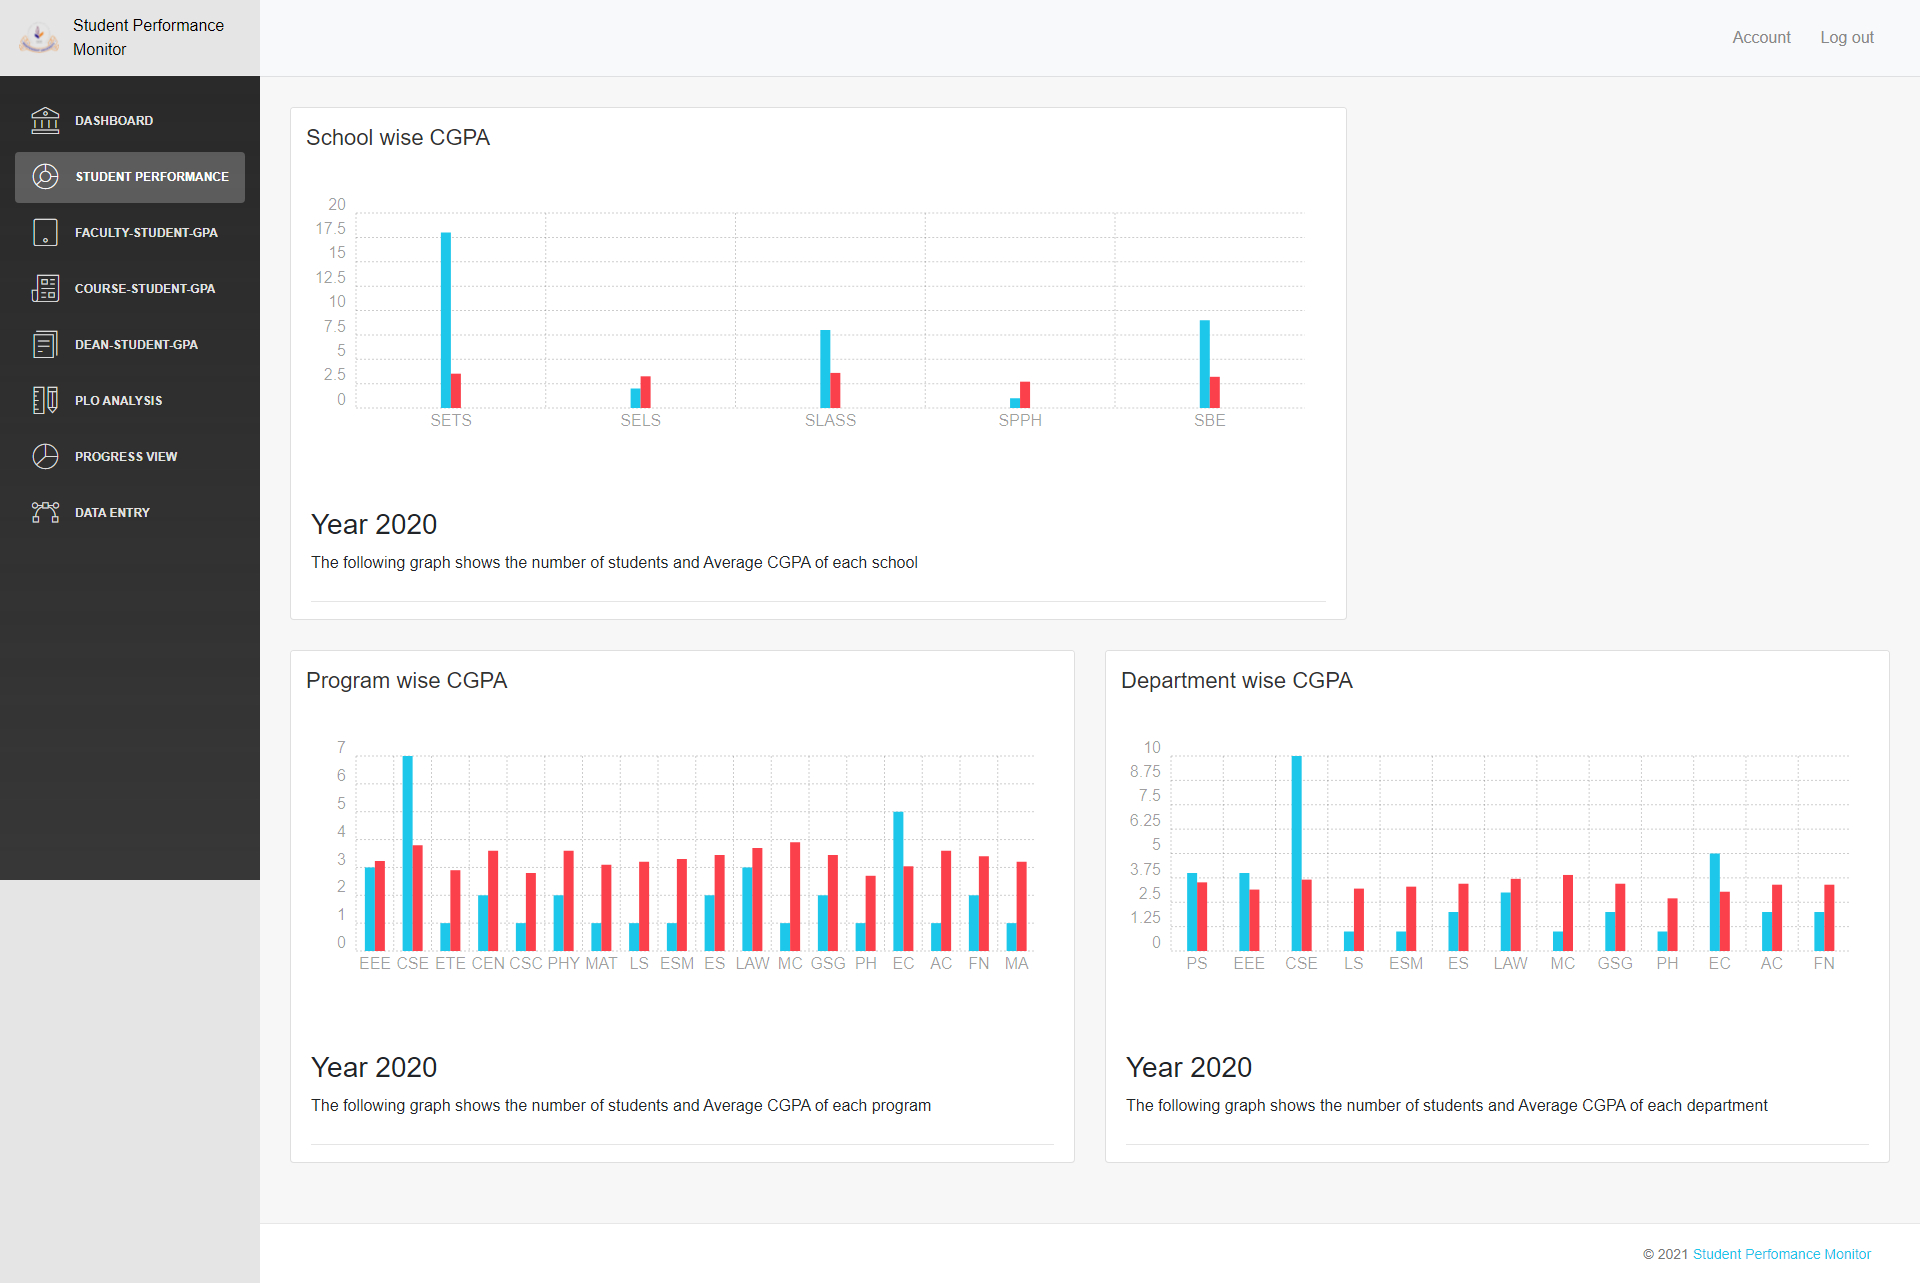 Student Performance
Monitor
Account
Log out
DASHBOARD
STUDENT PERFORMANCE
FACULTY-STUDENT-GPA
COURSE-STUDENT-GPA
DEAN-STUDENT-GPA
PLO ANALYSIS
PROGRESS VIEW
DATA ENTRY
School wise CGPA
20
17.5
15
12.5
10
7.5
5
2.5
0
SETS SELS SLASS SPPH SBE
Year 2020
The following graph shows the number of students and Average CGPA of each school
Program wise CGPA
7
6
5
4
3
2
1
0
EEE CSE ETE CEN CSC PHY MAT LS ESM ES LAW MC GSG PH EC AC FN MA
Year 2020
The following graph shows the number of students and Average CGPA of each program
Department wise CGPA
10
8.75
7.5
6.25
5
3.75
2.5
1.25
0
PS EEE CSE LS ESM ES LAW MC GSG PH EC AC FN
Year 2020
The following graph shows the number of students and Average CGPA of each department
© 2021 Student Perfomance Monitor